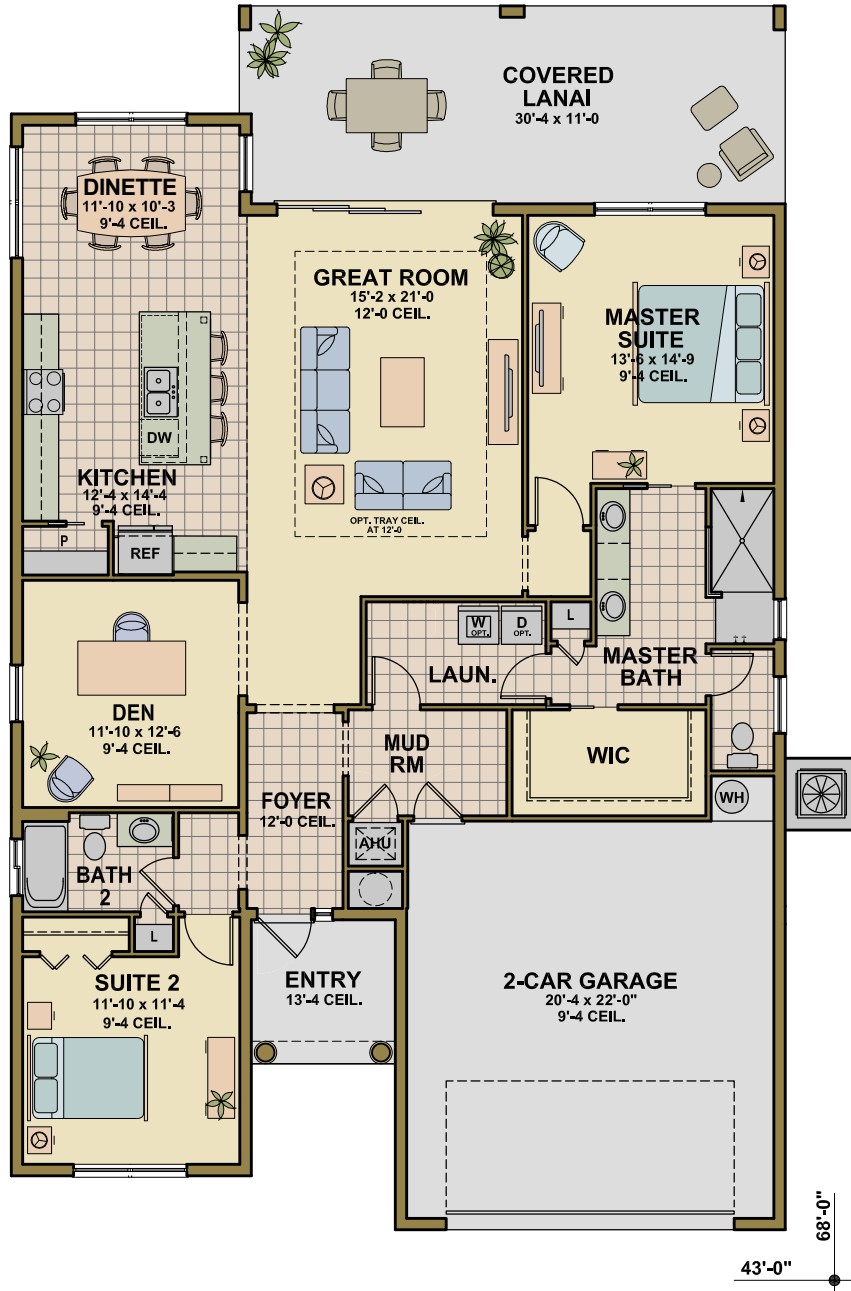 COVERED
LANAI
30'-4 x 11'-0
DINETTE
11'-10 x 10'-3
9'-4 CEIL.
GREAT ROOM
15'-2 x 21'-0
12'-0 CEIL.
MASTER
SUITE
13'-6 x 14'-9
9'-4 CEIL.
DW
KITCHEN
12'-4 x 14'-4
9'-4 CEIL.
OPT. TRAY CEIL.
AT 12'-0
P
REF
W
OPT.
D
OPT.
L
LAUN.
MASTER
BATH
DEN
11'-10 x 12'-6
9'-4 CEIL.
MUD
RM
WIC
FOYER
12'-0 CEIL.
WH
AHU
BATH
2
L
SUITE 2
11'-10 x 11'-4
9'-4 CEIL.
ENTRY
13'-4 CEIL.
2-CAR GARAGE
20'-4 x 22'-0"
9'-4 CEIL.
68'-0"
43'-0"